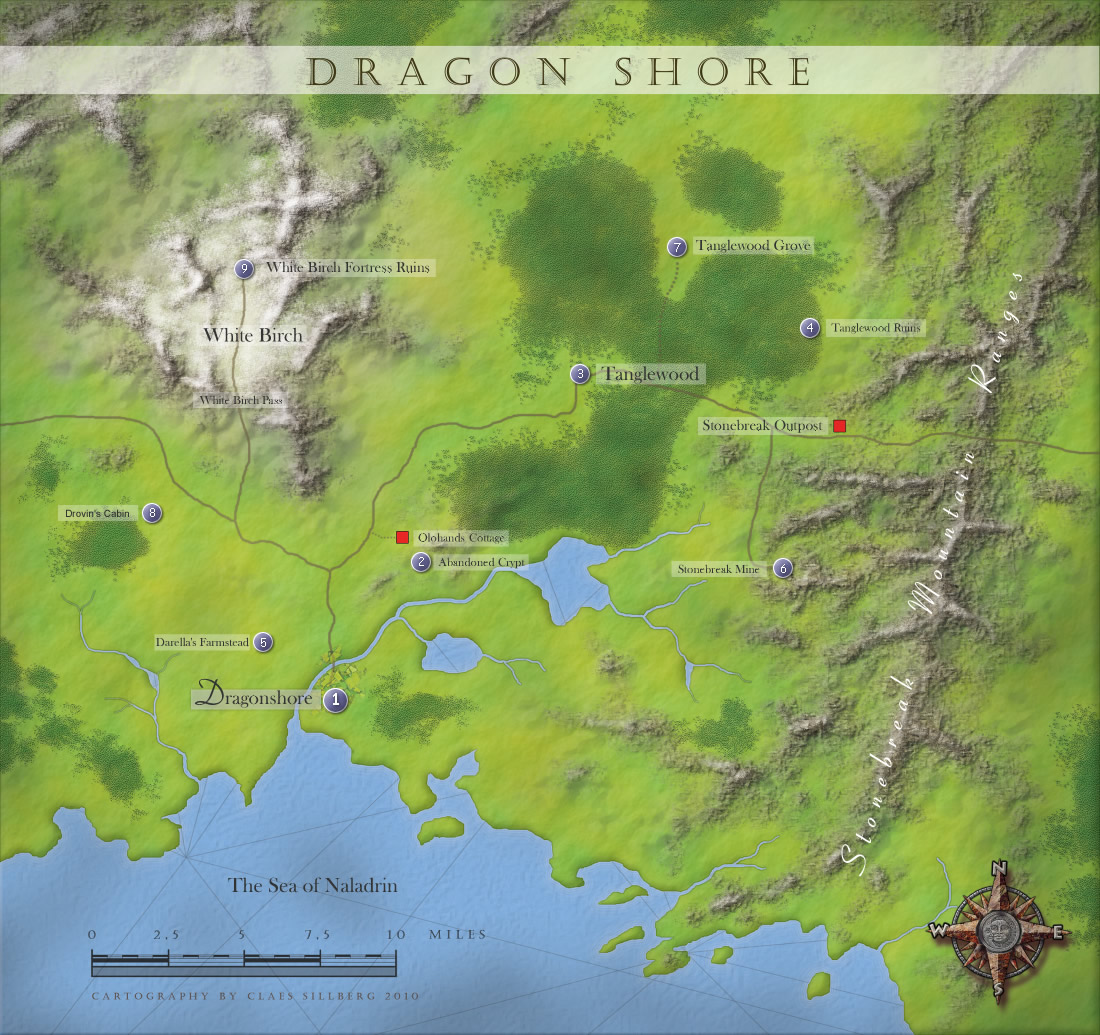 DRAGON SHORE
7 Tanglewood Grove
9 White Birch Fortress Ruins
4 Tanglewood Ruins
White Birch
3 Tanglewood
White Birch Pass
Stonebreak Outpost
Stonebreak Mountain Ranges
Drovin's Cabin 8
Olohands Cottage
2 Abandoned Crypt
Stonebreak Mine 6
Darella's Farmstead 5
Dragonshore 1
The Sea of Naladrin
N
W E
S
0 2,5 5 7,5 10 MILES
CARTOGRAPHY BY CLAES SILLBERG 2010